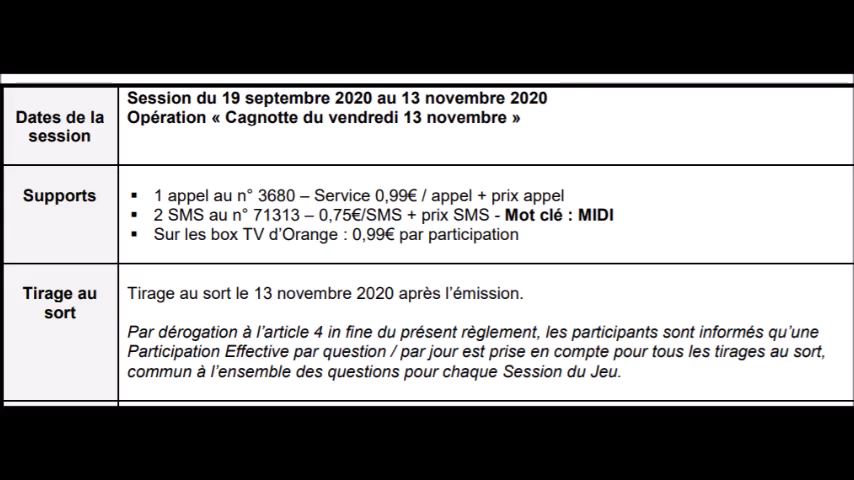 Dates de la
session
Session du 19 septembre 2020 au 13 novembre 2020
Opération « Cagnotte du vendredi 13 novembre »
Supports
▪ 1 appel au n° 3680 – Service 0,99€ / appel + prix appel
▪ 2 SMS au n° 71313 – 0,75€/SMS + prix SMS - Mot clé : MIDI
▪ Sur les box TV d’Orange : 0,99€ par participation
Tirage au
sort
Tirage au sort le 13 novembre 2020 après l’émission.
Par dérogation à l’article 4 in fine du présent règlement, les participants sont informés qu’une
Participation Effective par question / par jour est prise en compte pour tous les tirages au sort,
commun à l’ensemble des questions pour chaque Session du Jeu.